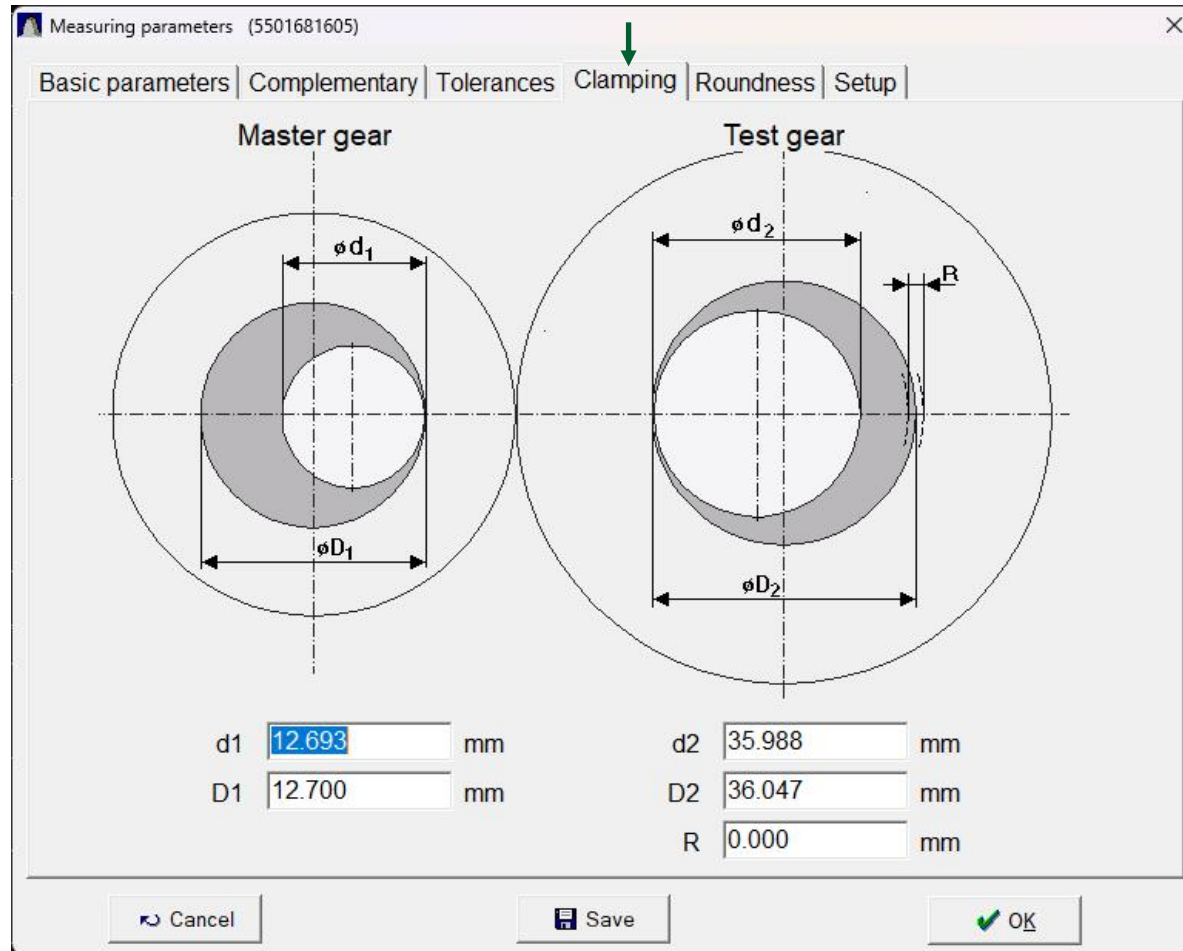 Measuring parameters (5501681605)
Basic parameters Complementary Tolerances Clamping Roundness Setup
Master gear Test gear
ød1 ød2 R
øD1 øD2
d1 12.693 mm d2 35.988 mm
D1 12.700 mm D2 36.047 mm
R 0.000 mm
Cancel Save OK